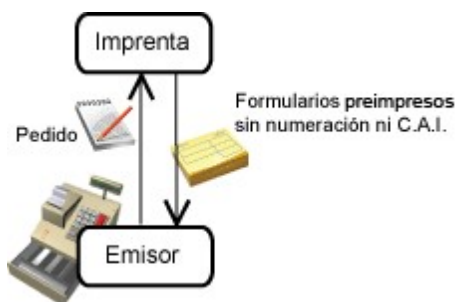 Imprenta
Pedido
Formularios preimpresos
sin numeración ni C.A.I.
Emisor